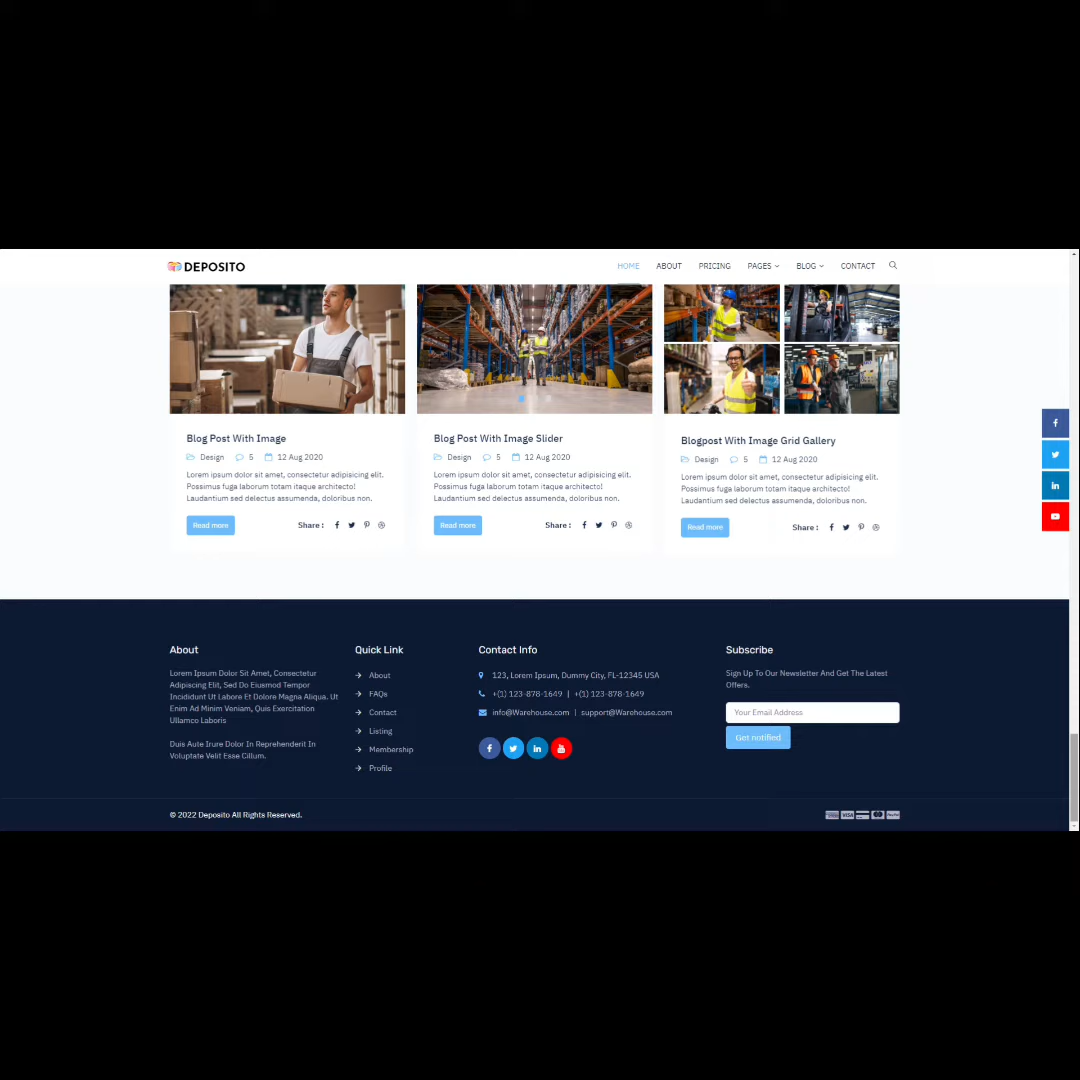 DEPOSITO
HOME ABOUT PRICING PAGES BLOG CONTACT
Blog Post With Image
Design 5 12 Aug 2020
Lorem ipsum dolor sit amet, consectetur adipisicing elit.
Possimus fuga laborum totam itaque architecto!
Laudantium sed delectus assumenda, doloribus non.
Read more Share :
Blog Post With Image Slider
Design 5 12 Aug 2020
Lorem ipsum dolor sit amet, consectetur adipisicing elit.
Possimus fuga laborum totam itaque architecto!
Laudantium sed delectus assumenda, doloribus non.
Read more Share :
Blogpost With Image Grid Gallery
Design 5 12 Aug 2020
Lorem ipsum dolor sit amet, consectetur adipisicing elit.
Possimus fuga laborum totam itaque architecto!
Laudantium sed delectus assumenda, doloribus non.
Read more Share :
About
Lorem Ipsum Dolor Sit Amet, Consectetur
Adipiscing Elit, Sed Do Eiusmod Tempor
Incididunt Ut Labore Et Dolore Magna Aliqua. Ut
Enim Ad Minim Veniam, Quis Exercitation
Ullamco Laboris
Duis Aute Irure Dolor In Reprehenderit In
Voluptate Velit Esse Cillum.
Quick Link
About
FAQs
Contact
Listing
Membership
Profile
Contact Info
123, Lorem Ipsum, Dummy City, FL-12345 USA
+(1) 123-878-1649 | +(1) 123-878-1649
info@Warehouse.com | support@Warehouse.com
Subscribe
Sign Up To Our Newsletter And Get The Latest
Offers.
Your Email Address
Get notified
© 2022 Deposito All Rights Reserved.
VISA
PayPal